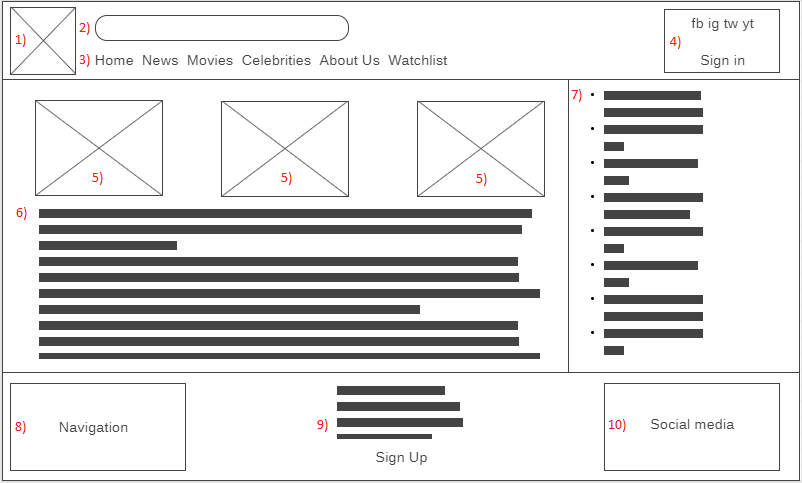 1)
2)
3) Home News Movies Celebrities About Us Watchlist
fb ig tw yt
4)
Sign in
5)
5)
5)
6)
7)
8) Navigation
9)
Sign Up
10) Social media